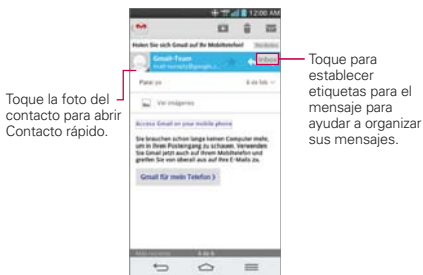 12:00 AM
Holen Sie sich Gmail auf Ihr Mobiltelefon!
Gmail-Team
Inbox
Para: yo
6 de feb
Ver imágenes
Access Gmail on your mobile phone
Sie brauchen schon lange keinen Computer mehr,
um in Ihren Posteingang zu schauen. Verwenden
Sie Gmail jetzt auch auf Ihrem Mobiltelefon und
greifen Sie von überall aus auf Ihre E-Mails zu.
Gmail für mein Telefon
Toque la foto del
contacto para abrir
Contacto rápido.
Toque para
establecer
etiquetas para el
mensaje para
ayudar a organizar
sus mensajes.